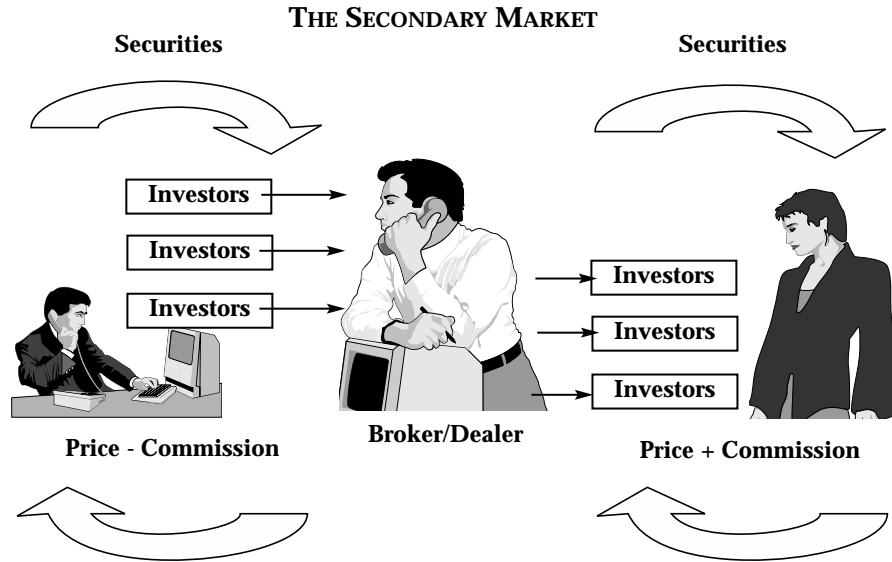 THE SECONDARY MARKET
Securities
Securities
Investors
Investors
Investors
Investors
Investors
Investors
Broker/Dealer
Price - Commission
Price + Commission